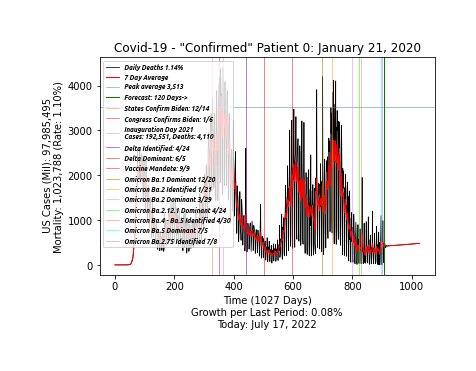 Covid-19 - "Confirmed" Patient 0: January 21, 2020
US Cases (Mil): 97,985,495
Mortality: 1,023,788 (Rate: 1.10%)
4000
3000
2000
1000
0
Daily Deaths 1.14%
7 Day Average
Peak average 3,513
Forecast: 120 Days->
States Confirms Biden: 12/14
Congress Confirms Biden: 1/6
Inauguration Day 2021
Cases: 192,551, Deaths: 4,110
Delta Identified: 4/24
Delta Dominant: 6/5
Vaccine Mandate: 9/9
Omicron Ba.1 Dominant 12/20
Omicron Ba.2 Identified 1/21
Omicron Ba.2 Dominant 3/29
Omicron Ba.2.12.1 Dominant 4/24
Omicron Ba.4-Ba.5 Identified 4/30
Omicron Ba.5 Dominant 7/5
Omicron Ba.2.75 Identified 7/8
0 200 400 600 800 1000
Time (1027 Days)
Growth per Last Period: 0.08%
Today: July 17, 2022